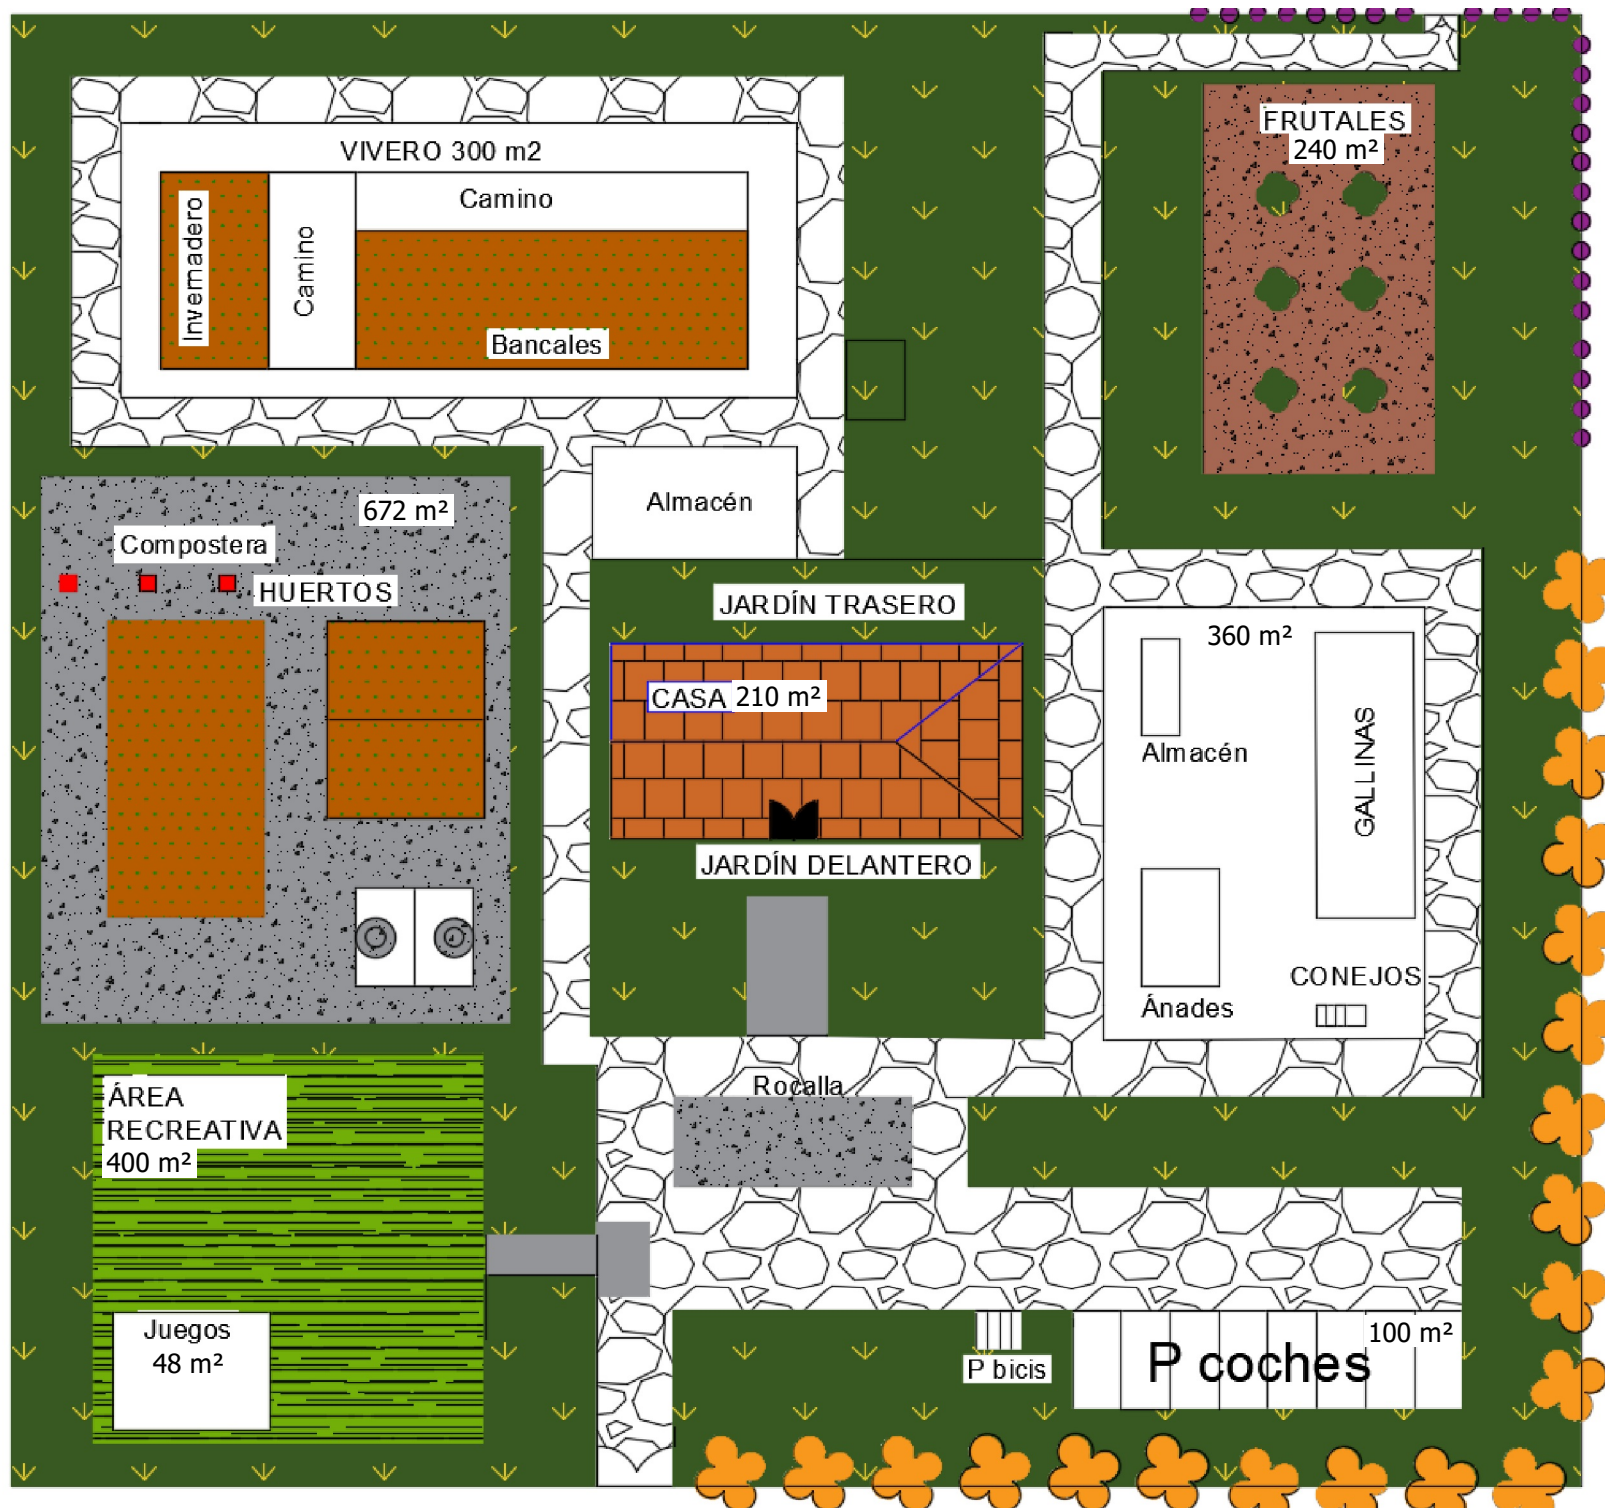 VIVERO 300 m2
Invernadero
Camino
Camino
Bancales
FRUTALES
240 m²
Almacén
672 m²
Compostera
HUERTOS
JARDÍN TRASERO
CASA 210 m²
JARDÍN DELANTERO
360 m²
Almacén
GALLINAS
CONEJOS
Ánades
Rocalla
ÁREA
RECREATIVA
400 m²
Juegos
48 m²
P bicis
P coches
100 m²